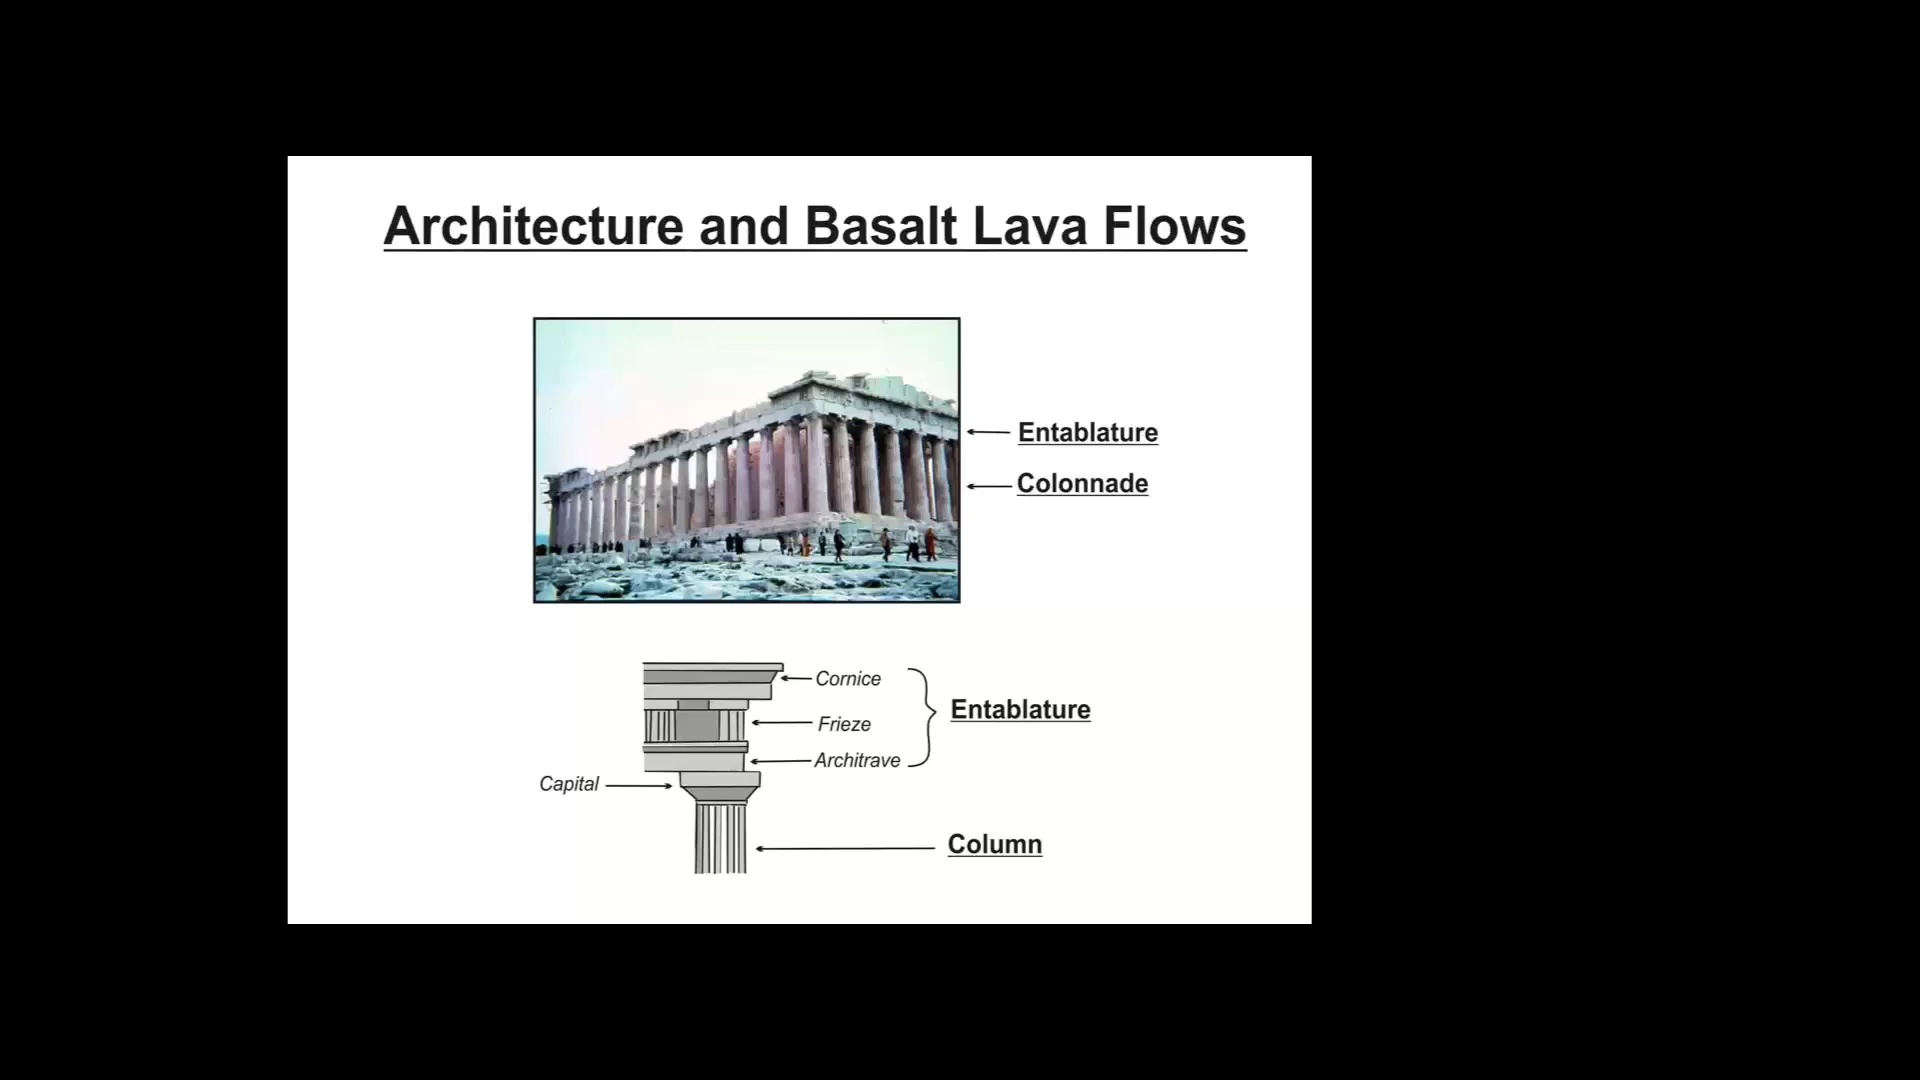 Architecture and Basalt Lava Flows
Entablature
Colonnade
Cornice
Frieze
Entablature
Architrave
Capital
Column